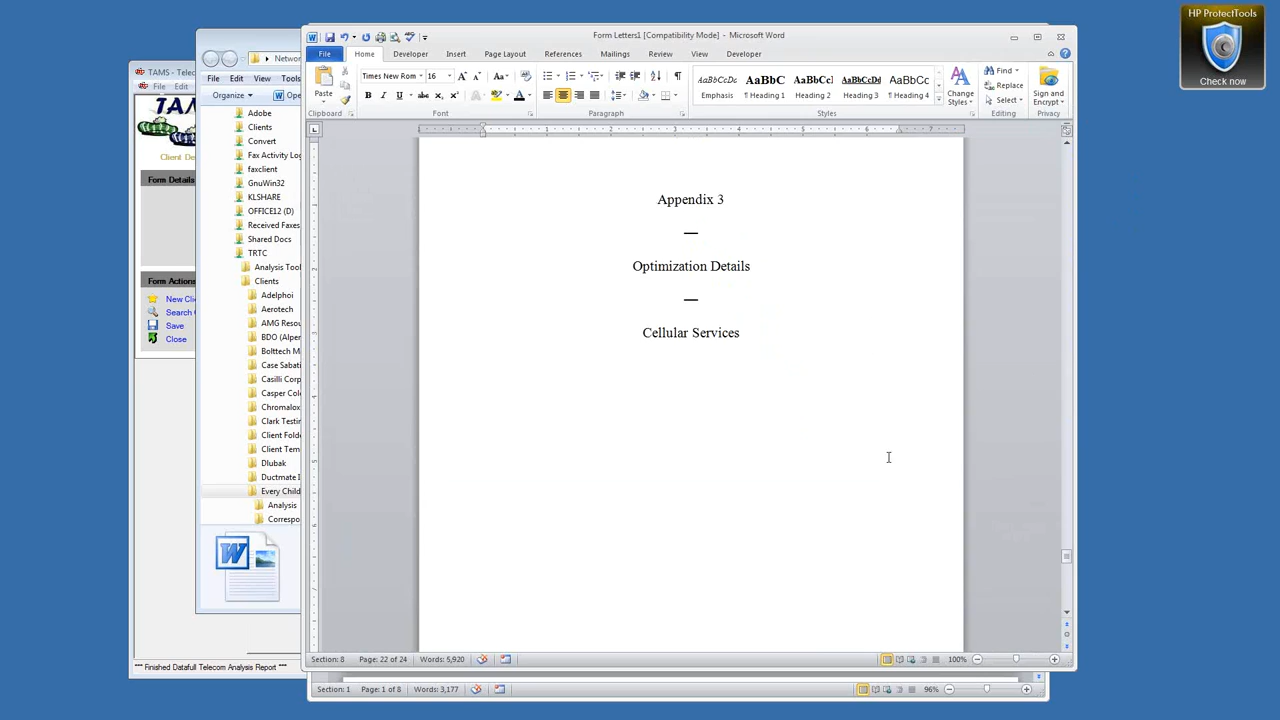 HP ProtectTools
Check now
Form Letters1 [Compatibility Mode] - Microsoft Word
File Home Developer Insert Page Layout References Mailings Review View Developer
Times New Rom 16
Paste
Clipboard Font Paragraph Styles Editing Privacy
AaBbCcDc AaBbC AaBbCcl AaBbCcDd AaBbCc
Emphasis ¶ Heading 1 Heading 2 Heading 3 ¶ Heading 4
Change Styles
Find
Replace
Select
Sign and Encrypt
TAMS - Telec
File Edit
TAMS
Client De
Form Details
Form Actions
New Clie
Search
Save
Close
*** Finished Datafull Telecom Analysis Report ***
Network
File Edit View Tools
Organize Ope
Adobe
Clients
Convert
Fax Activity Log
faxclient
GnuWin32
KLSHARE
OFFICE12 (D)
Received Faxes
Shared Docs
TRTC
Analysis Tool
Clients
Adelphoi
Aerotech
AMG Resou
BDO (Alper
Bolttech M
Case Sabati
Casilli Corp
Casper Colo
Chromalox
Clark Testin
Client Folde
Client Temp
Dlubak
Ductmate I
Every Child
Analysis
Correspo
Appendix 3
—
Optimization Details
—
Cellular Services
Section: 8 Page: 22 of 24 Words: 5,920 100%
Section: 1 Page: 1 of 8 Words: 3,177 96%